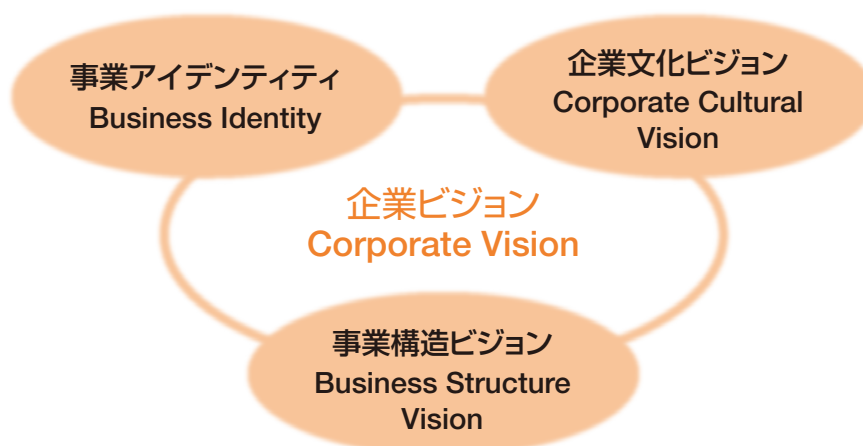 事業アイデンティティ
Business Identity
企業文化ビジョン
Corporate Cultural
Vision
企業ビジョン
Corporate Vision
事業構造ビジョン
Business Structure
Vision